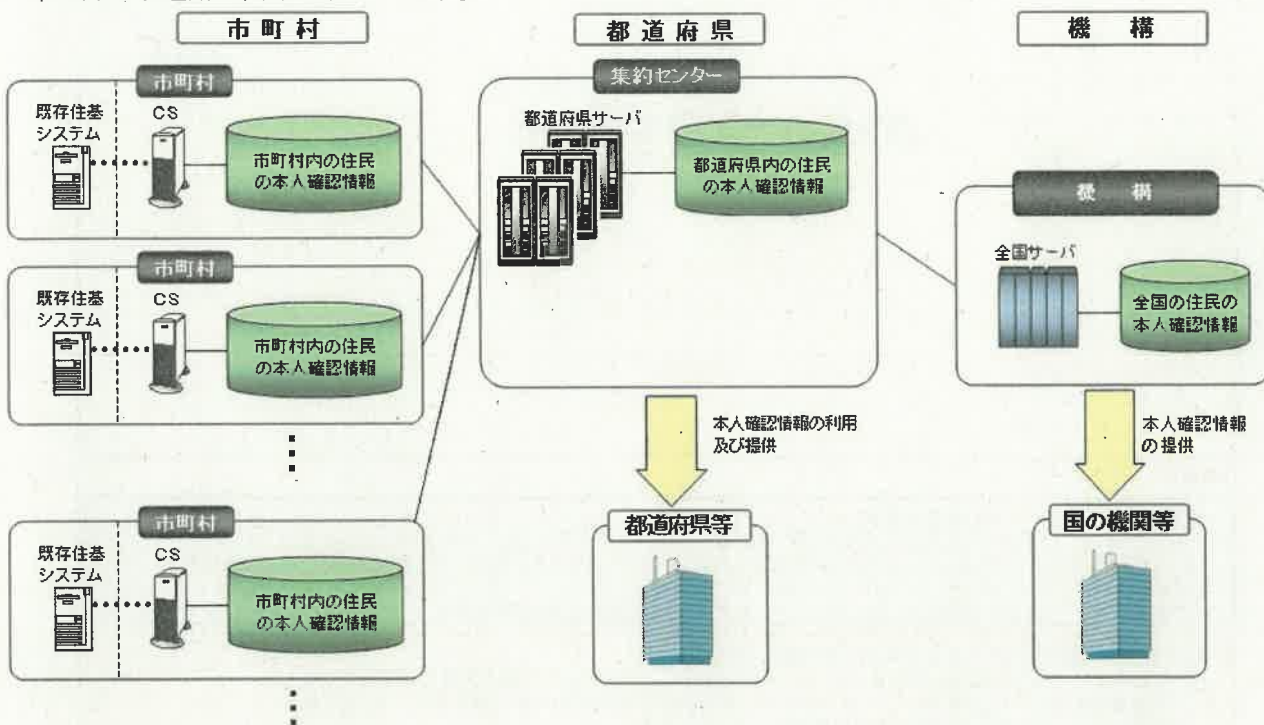 市町村
都道府県
機 構
市町村
既存住基
システム
CS
市町村内の住民
の本人確認情報
市町村
既存住基
システム
CS
市町村内の住民
の本人確認情報
市町村
既存住基
システム
CS
市町村内の住民
の本人確認情報
集約センター
都道府県サーバ
都道府県内の住民
の本人確認情報
本人確認情報の利用
及び提供
都道府県等
機 構
全国サーバ
全国の住民の
本人確認情報
本人確認情報
の提供
国の機関等